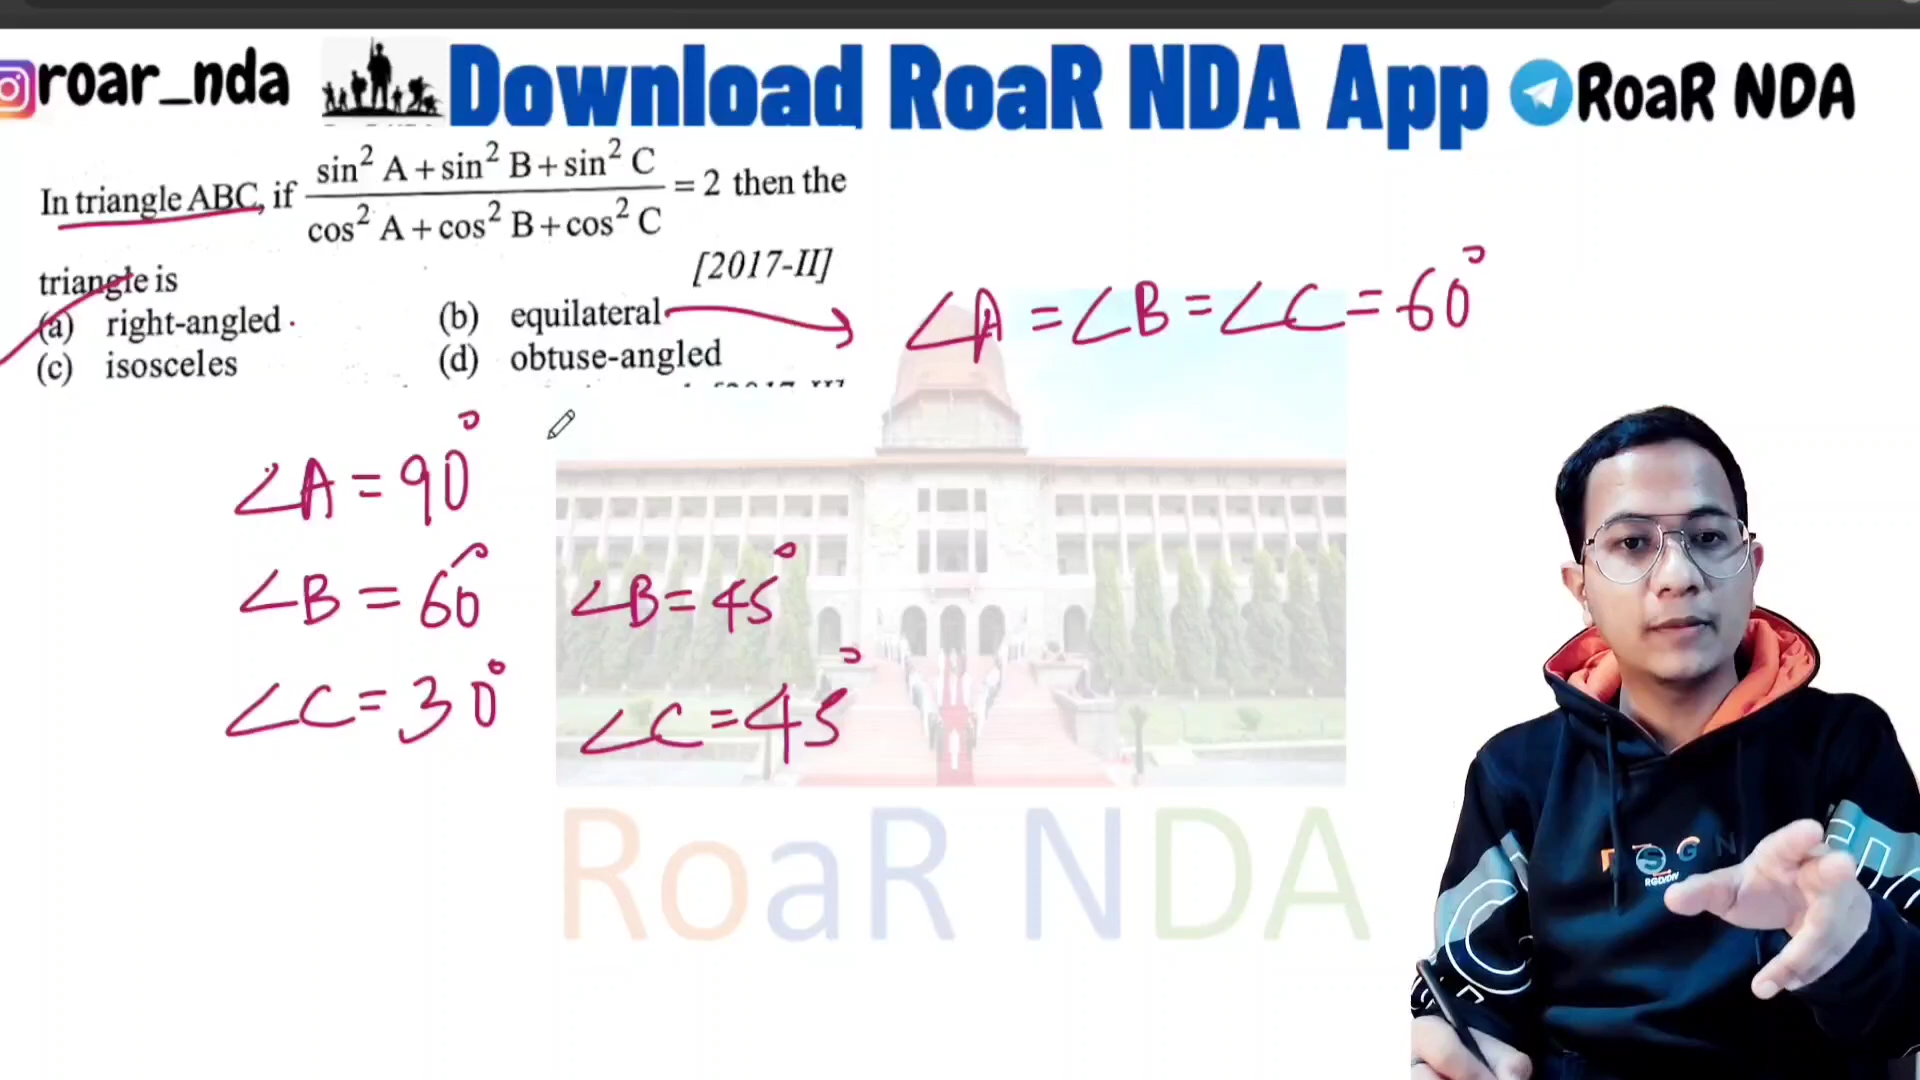 roar_nda Download RoaR NDA App RoaR NDA
In triangle ABC, if sin² A + sin² B + sin² C / cos² A + cos² B + cos² C = 2 then the
triangle is [2017-II]
(a) right-angled (b) equilateral
(c) isosceles (d) obtuse-angled
∠A = ∠B = ∠C = 60°
∠A = 90°
∠B = 60° ∠B = 45°
∠C = 30° ∠C = 45°
RoaR NDA
RGDIDIV